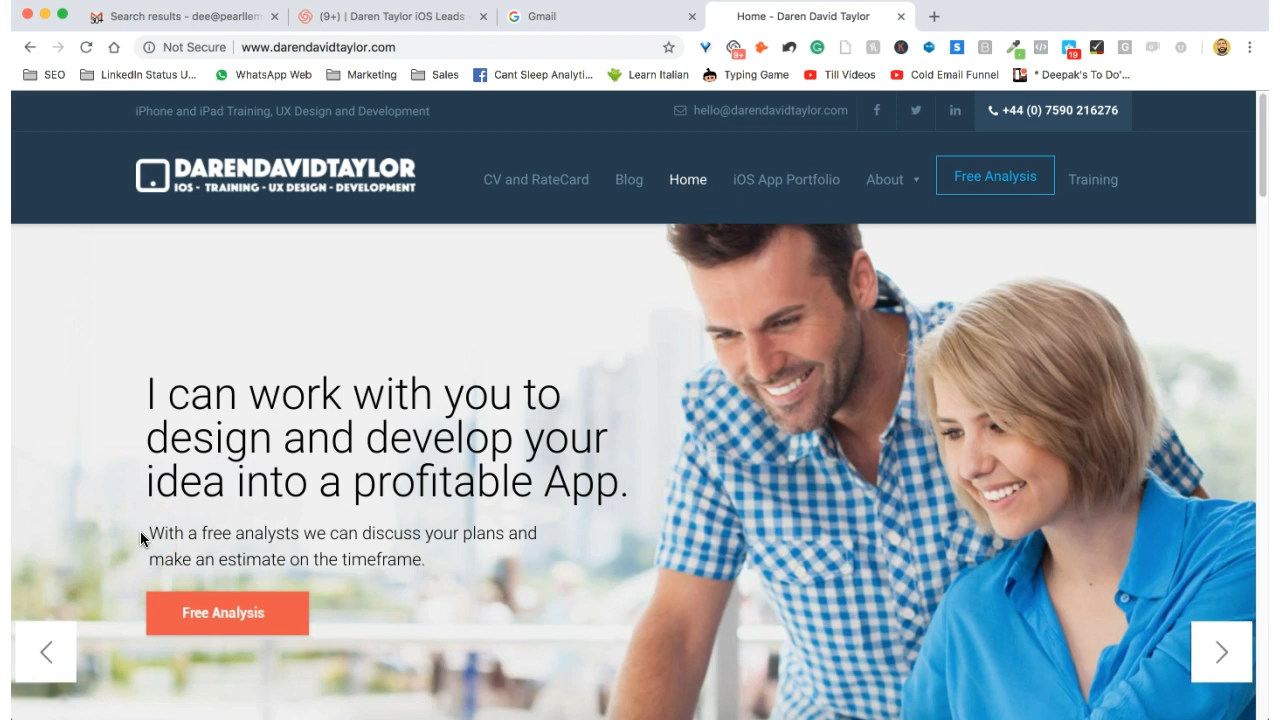 Search results - dee@pearllem
(9+) | Daren Taylor iOS Leads -
Gmail
Home - Daren David Taylor
Not Secure | www.darendavidtaylor.com
SEO LinkedIn Status U... WhatsApp Web Marketing Sales Cant Sleep Analyti... Learn Italian Typing Game Till Videos Cold Email Funnel * Deepak's To Do'...
iPhone and iPad Training, UX Design and Development
hello@darendavidtaylor.com
+44 (0) 7590 216276
DARENDAVIDTAYLOR
IOS - TRAINING - UX DESIGN - DEVELOPMENT
CV and RateCard Blog Home iOS App Portfolio About Free Analysis Training
I can work with you to
design and develop your
idea into a profitable App.
With a free analysts we can discuss your plans and
make an estimate on the timeframe.
Free Analysis